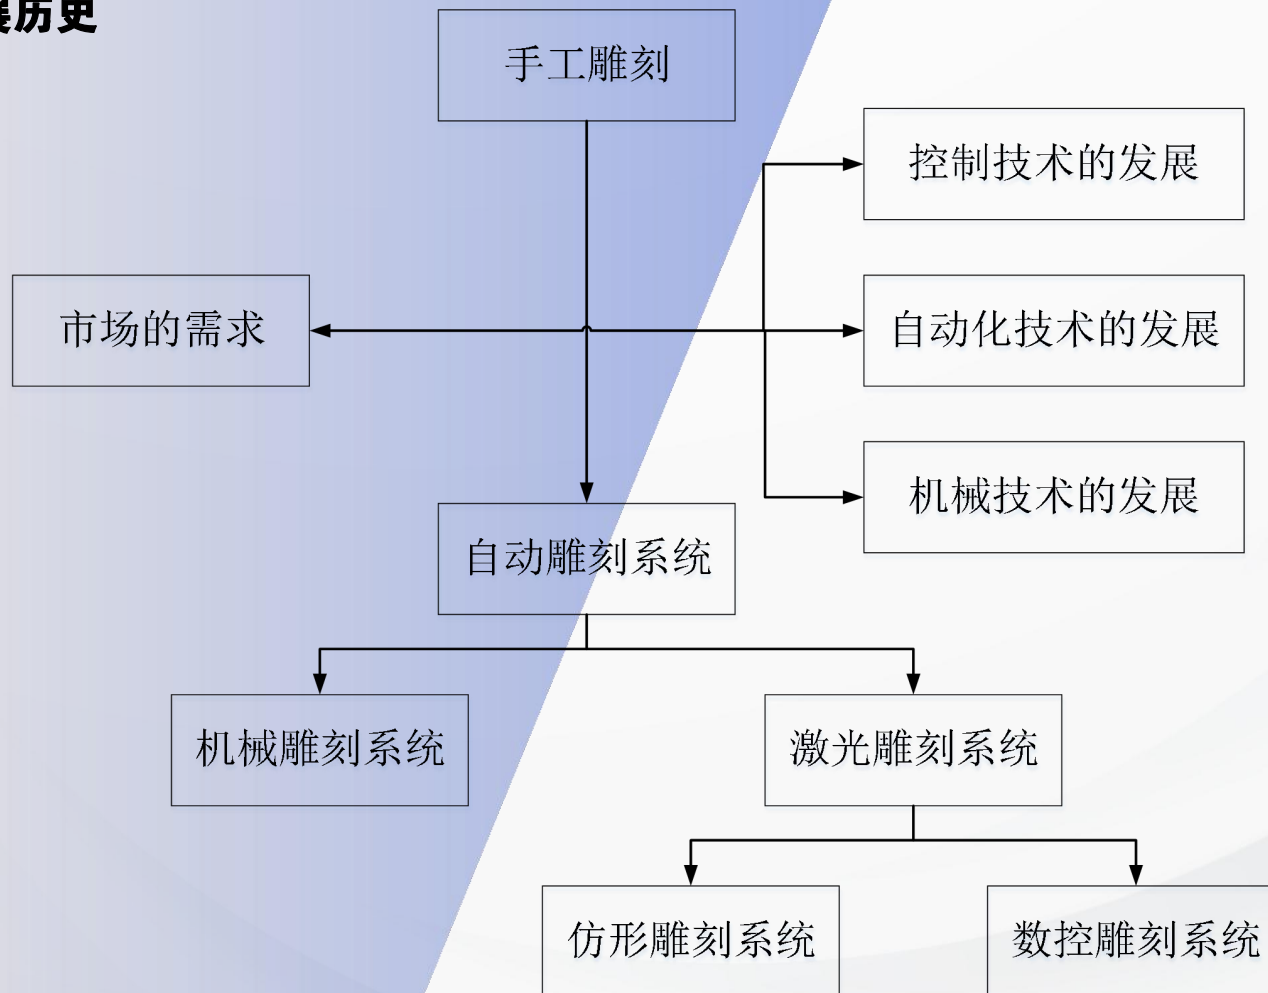 展历史
手工雕刻
控制技术的发展
市场的需求
自动化技术的发展
机械技术的发展
自动雕刻系统
机械雕刻系统
激光雕刻系统
仿形雕刻系统
数控雕刻系统